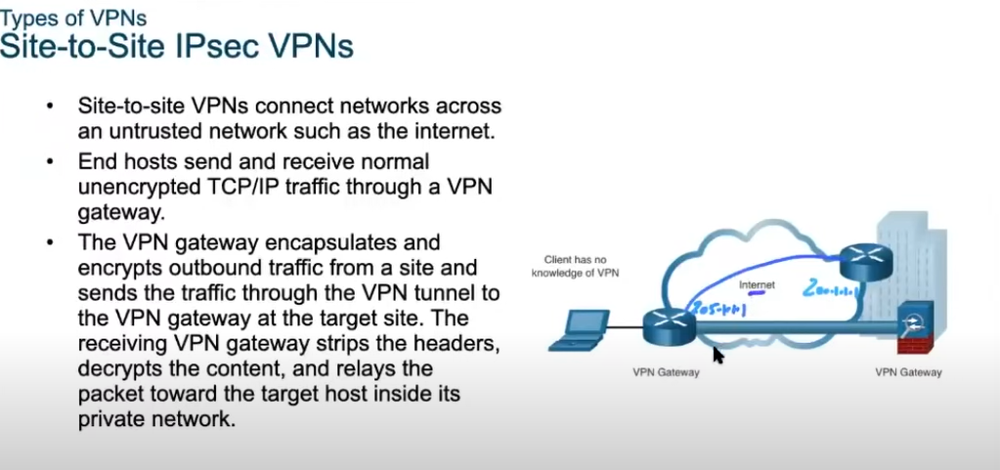 Types of VPNs
Site-to-Site IPsec VPNs
• Site-to-site VPNs connect networks across
an untrusted network such as the internet.
• End hosts send and receive normal
unencrypted TCP/IP traffic through a VPN
gateway.
• The VPN gateway encapsulates and
encrypts outbound traffic from a site and
sends the traffic through the VPN tunnel to
the VPN gateway at the target site. The
receiving VPN gateway strips the headers,
decrypts the content, and relays the
packet toward the target host inside its
private network.
Client has no
knowledge of VPN
Internet
200.1.1.1
205.1.1.1
VPN Gateway
VPN Gateway